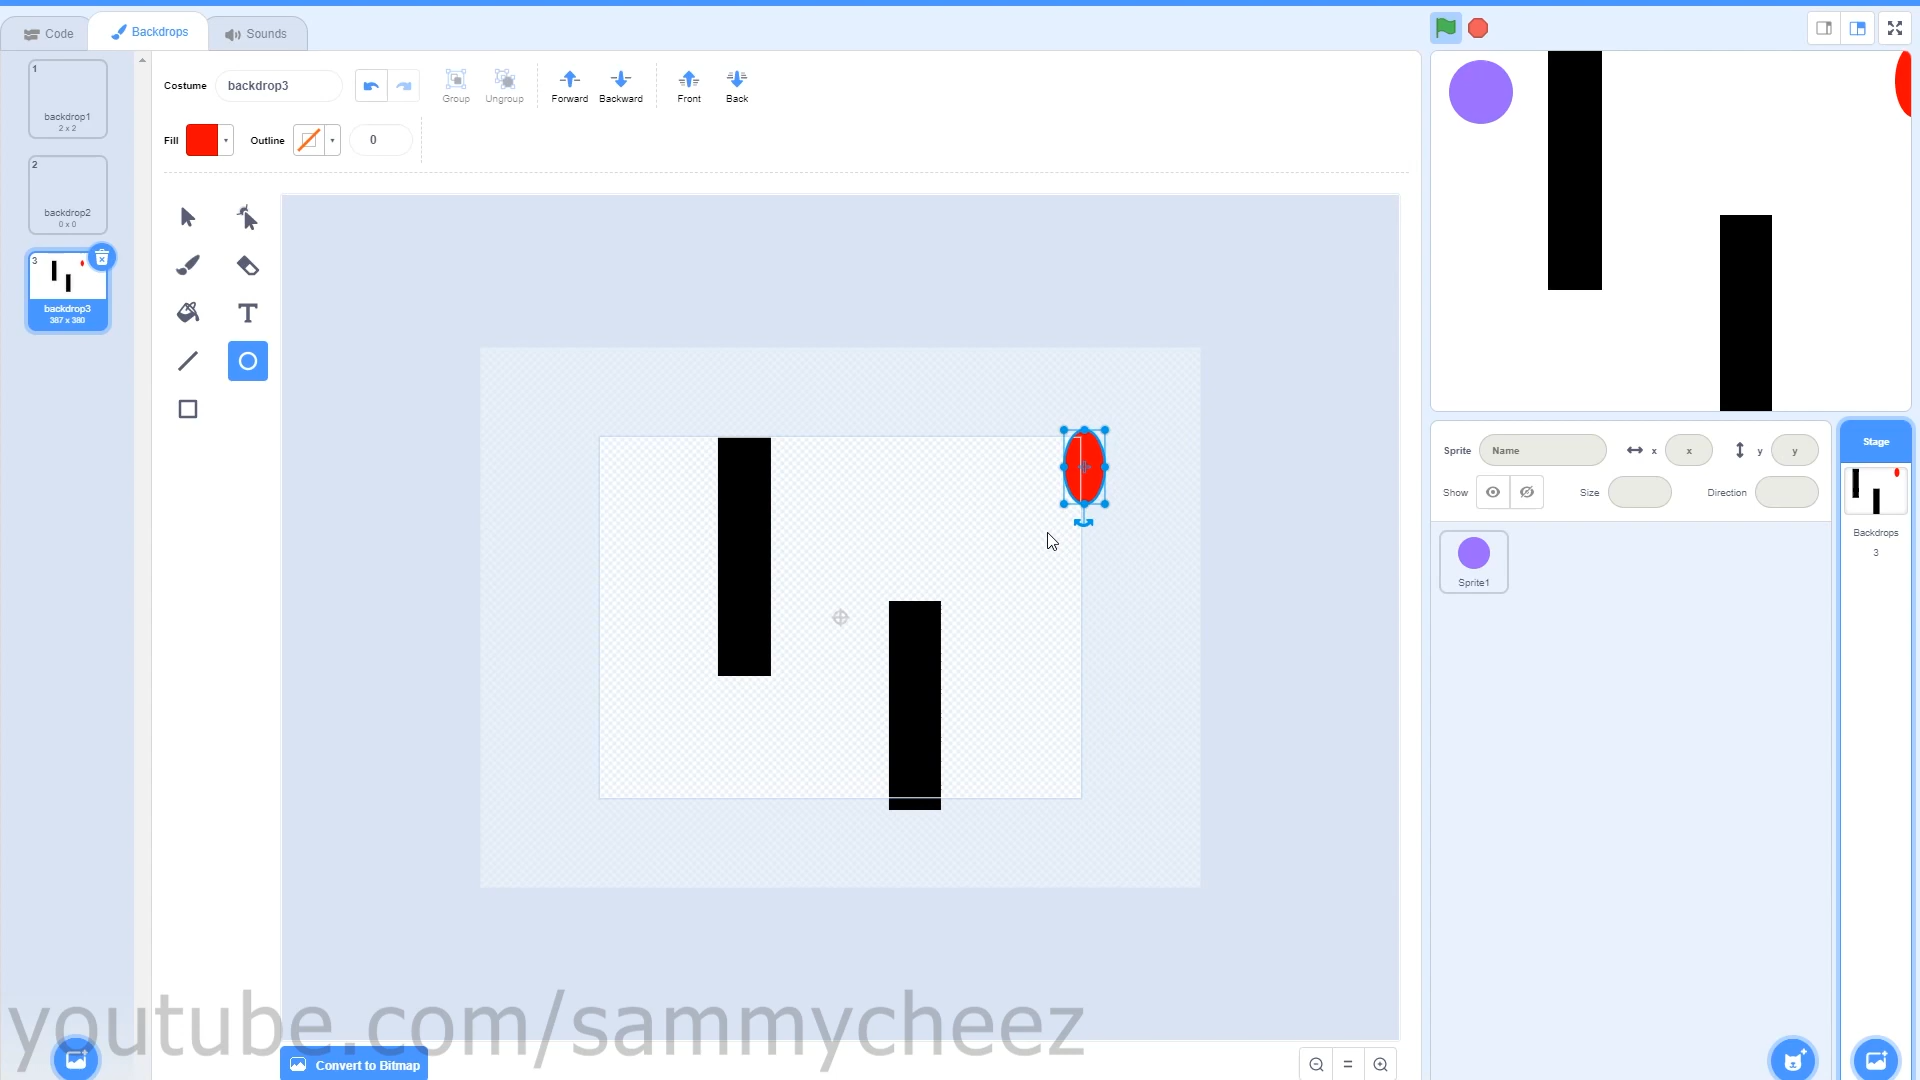 Code
Backdrops
Sounds
1
backdrop1
2 x 2
2
backdrop2
0 x 0
3
backdrop3
387 x 380
Costume
backdrop3
Group
Ungroup
Forward
Backward
Front
Back
Fill
Outline
0
T
Convert to Bitmap
Sprite
Name
x
x
y
y
Show
Size
Direction
Sprite1
Stage
Backdrops
3
youtube.com/sammycheez